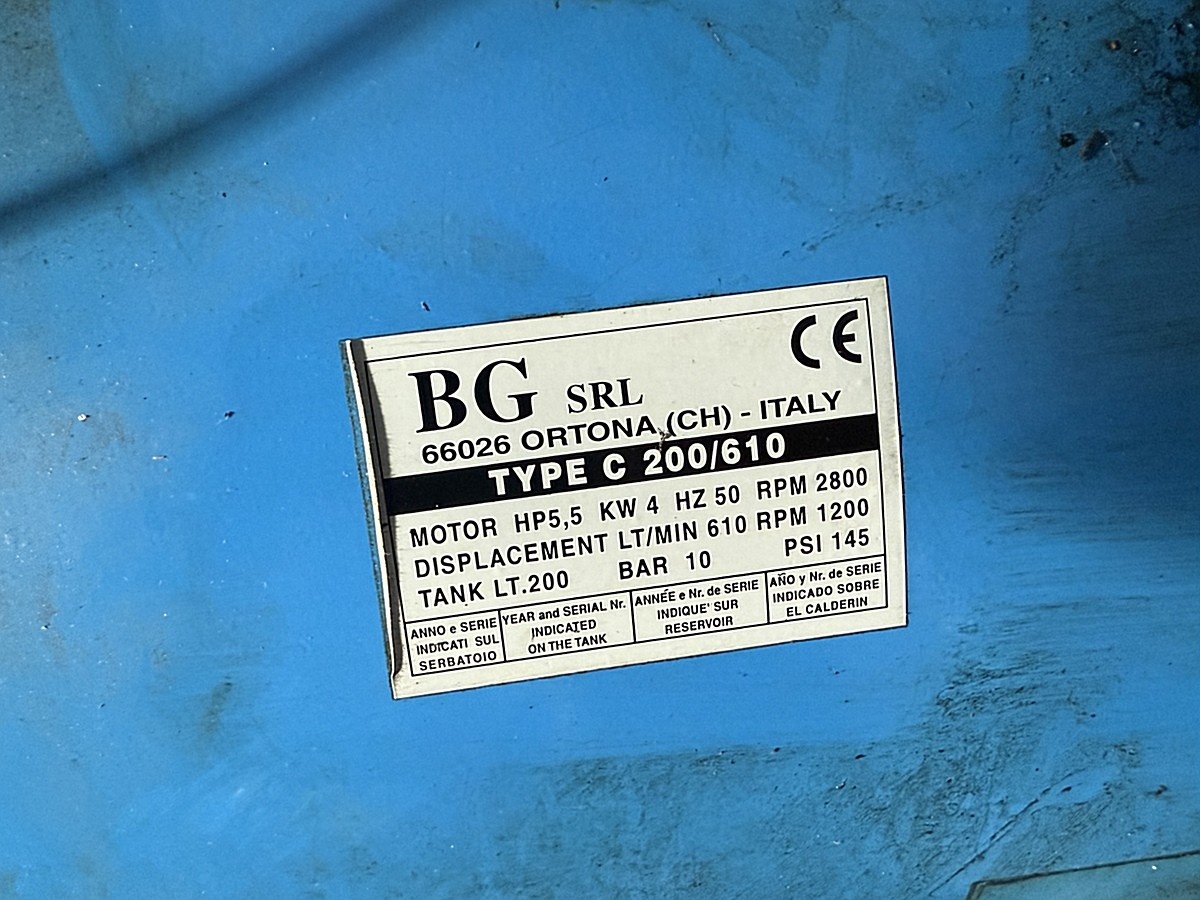 CE
BG SRL
66026 ORTONA (CH) - ITALY
TYPE C 200/610
MOTOR HP5,5 KW 4 HZ 50 RPM 2800
DISPLACEMENT LT/MIN 610 RPM 1200
TANK LT.200 BAR 10 PSI 145
ANNO e SERIE
INDICATI SUL
SERBATOIO
YEAR and SERIAL Nr.
INDICATED
ON THE TANK
ANNÉE e Nr. de SERIE
INDIQUE' SUR
RESERVOIR
AÑO y Nr. de SERIE
INDICADO SOBRE
EL CALDERIN